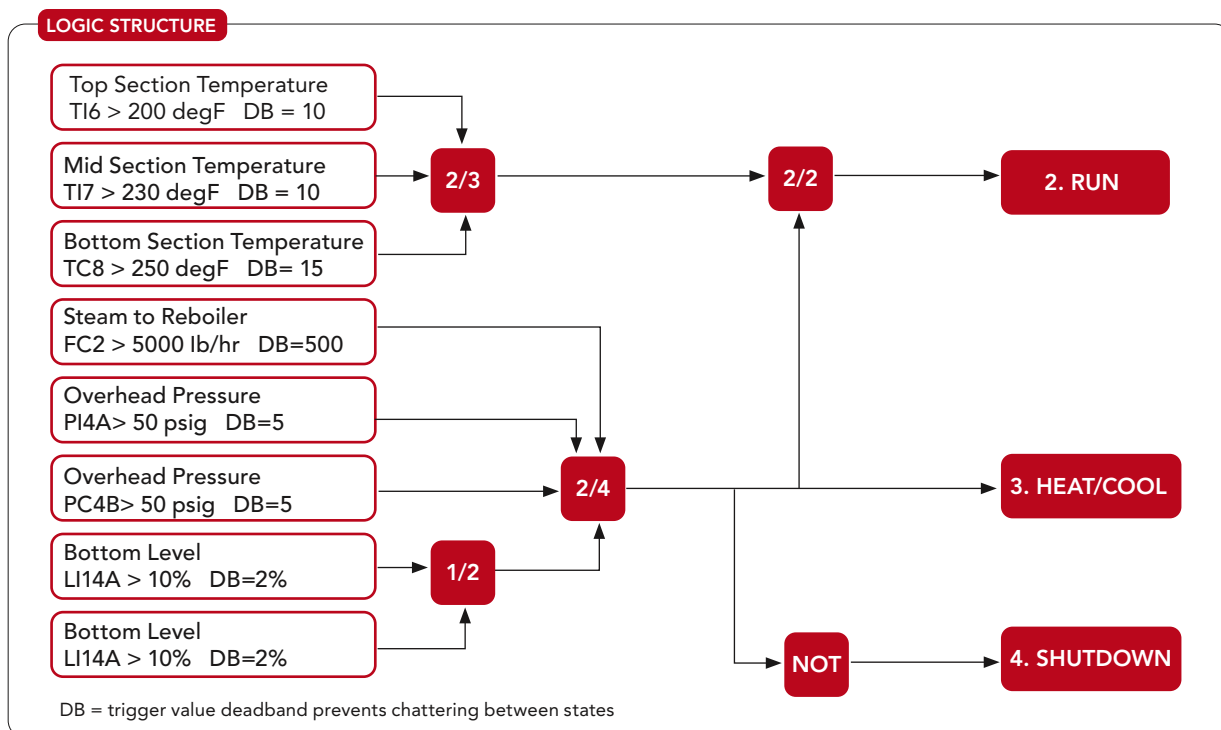 LOGIC STRUCTURE
Top Section Temperature
TI6 > 200 degF DB = 10
Mid Section Temperature
TI7 > 230 degF DB = 10
Bottom Section Temperature
TC8 > 250 degF DB= 15
Steam to Reboiler
FC2 > 5000 lb/hr DB=500
Overhead Pressure
PI4A> 50 psig DB=5
Overhead Pressure
PC4B> 50 psig DB=5
Bottom Level
LI14A > 10% DB=2%
Bottom Level
LI14A > 10% DB=2%
2/3
2/2
2. RUN
2/4
3. HEAT/COOL
1/2
NOT
4. SHUTDOWN
DB = trigger value deadband prevents chattering between states